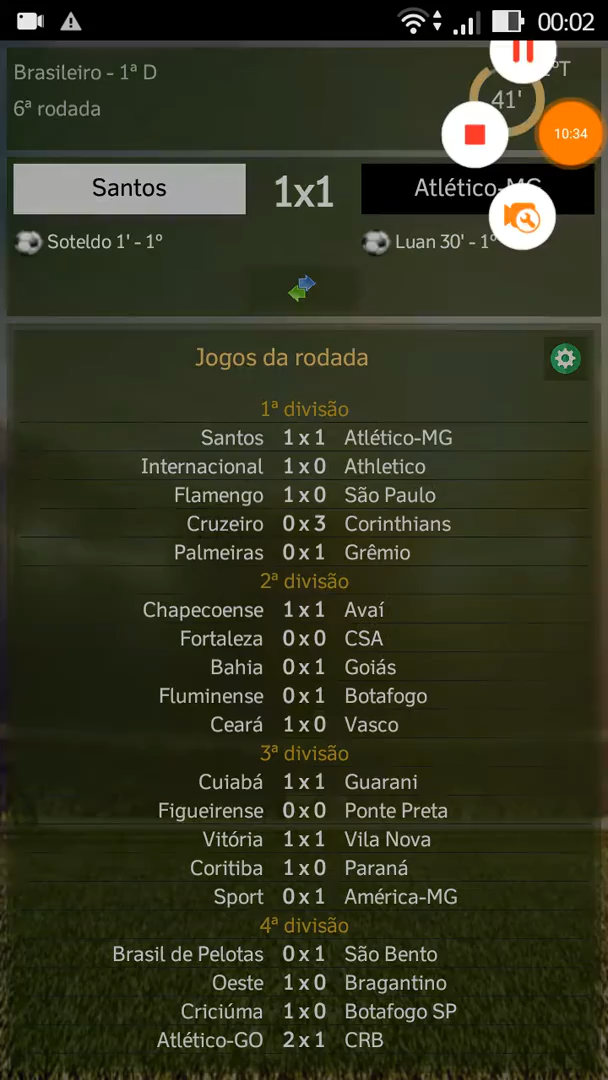 00:02
Brasileiro - 1ª D
6ª rodada
ºT
41'
10:34
Santos 1x1 Atlético-MG
Soteldo 1' - 1º Luan 30' - 1º
Jogos da rodada
1ª divisão
Santos 1 x 1 Atlético-MG
Internacional 1 x 0 Athletico
Flamengo 1 x 0 São Paulo
Cruzeiro 0 x 3 Corinthians
Palmeiras 0 x 1 Grêmio
2ª divisão
Chapecoense 1 x 1 Avaí
Fortaleza 0 x 0 CSA
Bahia 0 x 1 Goiás
Fluminense 0 x 1 Botafogo
Ceará 1 x 0 Vasco
3ª divisão
Cuiabá 1 x 1 Guarani
Figueirense 0 x 0 Ponte Preta
Vitória 1 x 1 Vila Nova
Coritiba 1 x 0 Paraná
Sport 0 x 1 América-MG
4ª divisão
Brasil de Pelotas 0 x 1 São Bento
Oeste 1 x 0 Bragantino
Criciúma 1 x 0 Botafogo SP
Atlético-GO 2 x 1 CRB